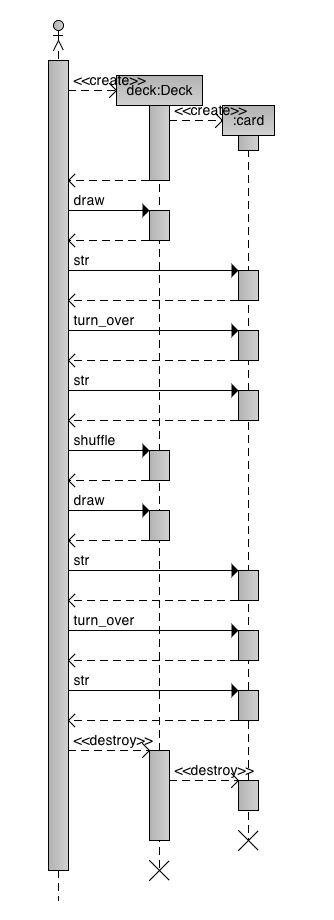 <<create>>
deck:Deck
<<create>>
:card
draw
str
turn_over
str
shuffle
draw
str
turn_over
str
<<destroy>>
<<destroy>>